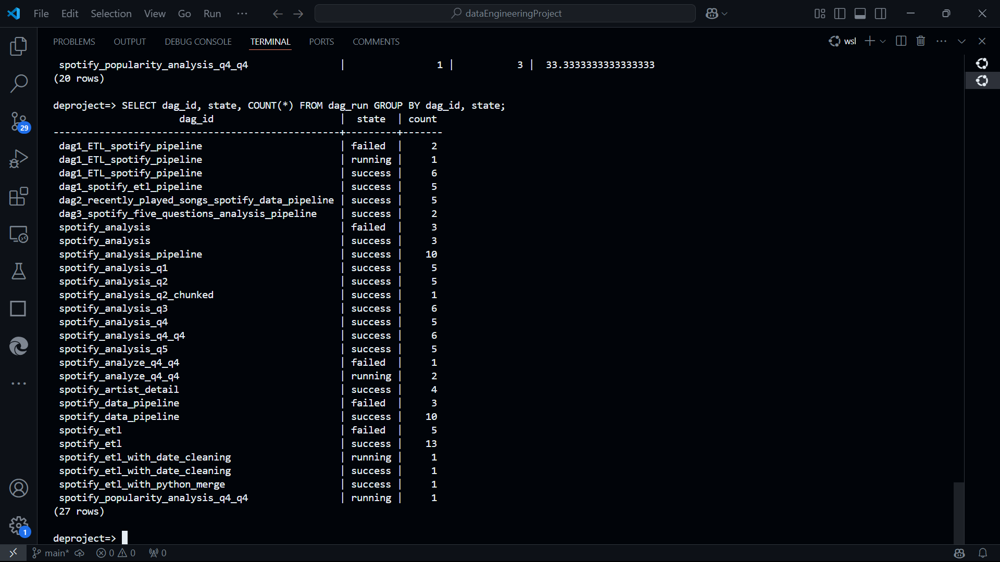 File Edit Selection View Go Run ··· dataEngineeringProject
PROBLEMS OUTPUT DEBUG CONSOLE TERMINAL PORTS COMMENTS wsl
spotify_popularity_analysis_q4_q4 | 1 | 3 | 33.3333333333333333
(20 rows)
deproject=> SELECT dag_id, state, COUNT(*) FROM dag_run GROUP BY dag_id, state;
dag_id | state | count
--------------------------------------------------+---------+-------
dag1_ETL_spotify_pipeline | failed | 2
dag1_ETL_spotify_pipeline | running | 1
dag1_ETL_spotify_pipeline | success | 6
dag1_spotify_etl_pipeline | success | 5
dag2_recently_played_songs_spotify_data_pipeline | success | 5
dag3_spotify_five_questions_analysis_pipeline | success | 2
spotify_analysis | failed | 3
spotify_analysis | success | 3
spotify_analysis_pipeline | success | 10
spotify_analysis_q1 | success | 5
spotify_analysis_q2 | success | 5
spotify_analysis_q2_chunked | success | 1
spotify_analysis_q3 | success | 6
spotify_analysis_q4 | success | 5
spotify_analysis_q4_q4 | success | 6
spotify_analysis_q5 | success | 5
spotify_analyze_q4_q4 | failed | 1
spotify_analyze_q4_q4 | running | 2
spotify_artist_detail | success | 4
spotify_data_pipeline | failed | 3
spotify_data_pipeline | success | 10
spotify_etl | failed | 5
spotify_etl | success | 13
spotify_etl_with_date_cleaning | running | 1
spotify_etl_with_date_cleaning | success | 1
spotify_etl_with_python_merge | success | 1
spotify_popularity_analysis_q4_q4 | running | 1
(27 rows)
deproject=>
29
1
main* 0 0 0